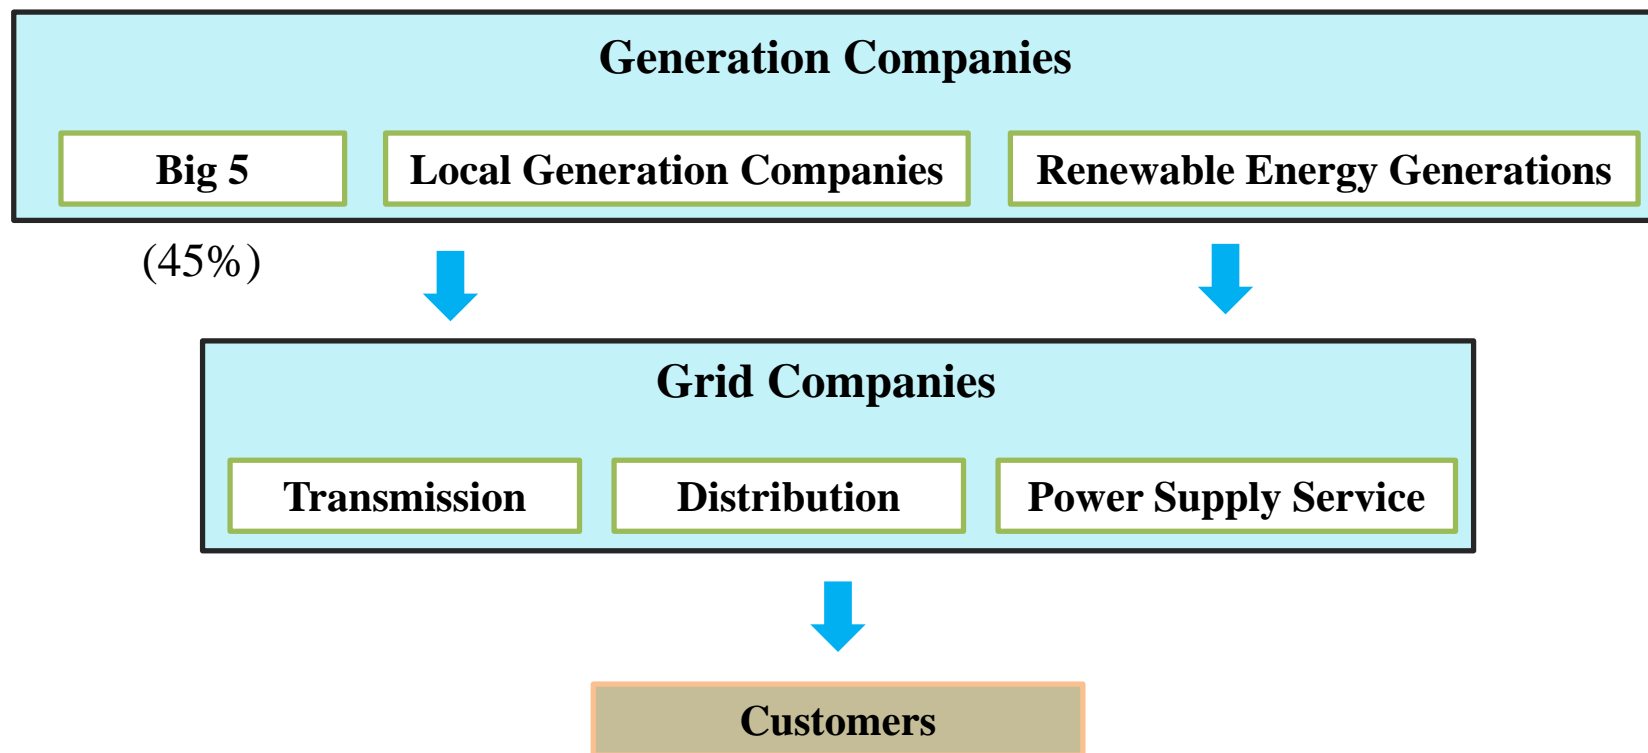 Generation Companies
Big 5
Local Generation Companies
Renewable Energy Generations
(45%)
Grid Companies
Transmission
Distribution
Power Supply Service
Customers